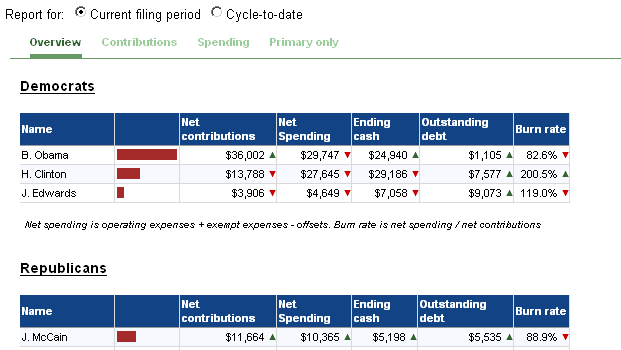 Report for: Current filing period Cycle-to-date
Overview Contributions Spending Primary only
Democrats
Name Net contributions Net Spending Ending cash Outstanding debt Burn rate
B. Obama $36,002 ▲ $29,747 ▼ $24,940 ▲ $1,105 ▲ 82.6% ▼
H. Clinton $13,788 ▼ $27,645 ▼ $29,186 ▼ $7,577 ▲ 200.5% ▲
J. Edwards $3,906 ▼ $4,649 ▼ $7,058 ▼ $9,073 ▲ 119.0% ▼
Net spending is operating expenses + exempt expenses - offsets. Burn rate is net spending / net contributions
Republicans
Name Net contributions Net Spending Ending cash Outstanding debt Burn rate
J. McCain $11,664 ▲ $10,365 ▲ $5,198 ▲ $5,535 ▲ 88.9% ▼